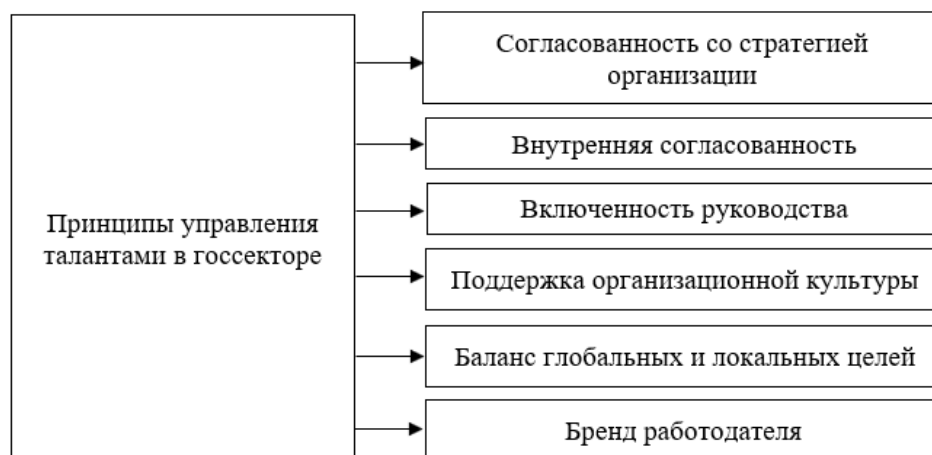 Принципы управления
талантами в госсекторе
Согласованность со стратегией
организации
Внутренняя согласованность
Включенность руководства
Поддержка организационной культуры
Баланс глобальных и локальных целей
Бренд работодателя